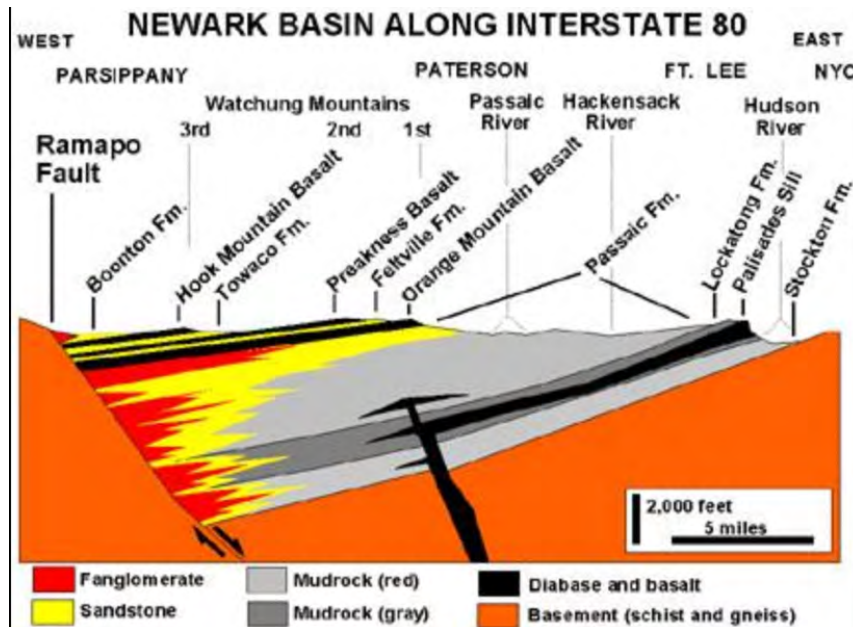 NEWARK BASIN ALONG INTERSTATE 80
WEST
EAST
PARSIPPANY
PATERSON
FT. LEE
NYC
Watchung Mountains
3rd
2nd
1st
Passaic
River
Hackensack
River
Hudson
River
Ramapo
Fault
Boonton Fm.
Hook Mountain Basalt
Towaco Fm.
Preakness Basalt
Feltville Fm.
Orange Mountain Basalt
Passaic Fm.
Lockatong Fm.
Palisades Sill
Stockton Fm.
2,000 feet
5 miles
Fanglomerate
Mudrock (red)
Diabase and basalt
Sandstone
Mudrock (gray)
Basement (schist and gneiss)